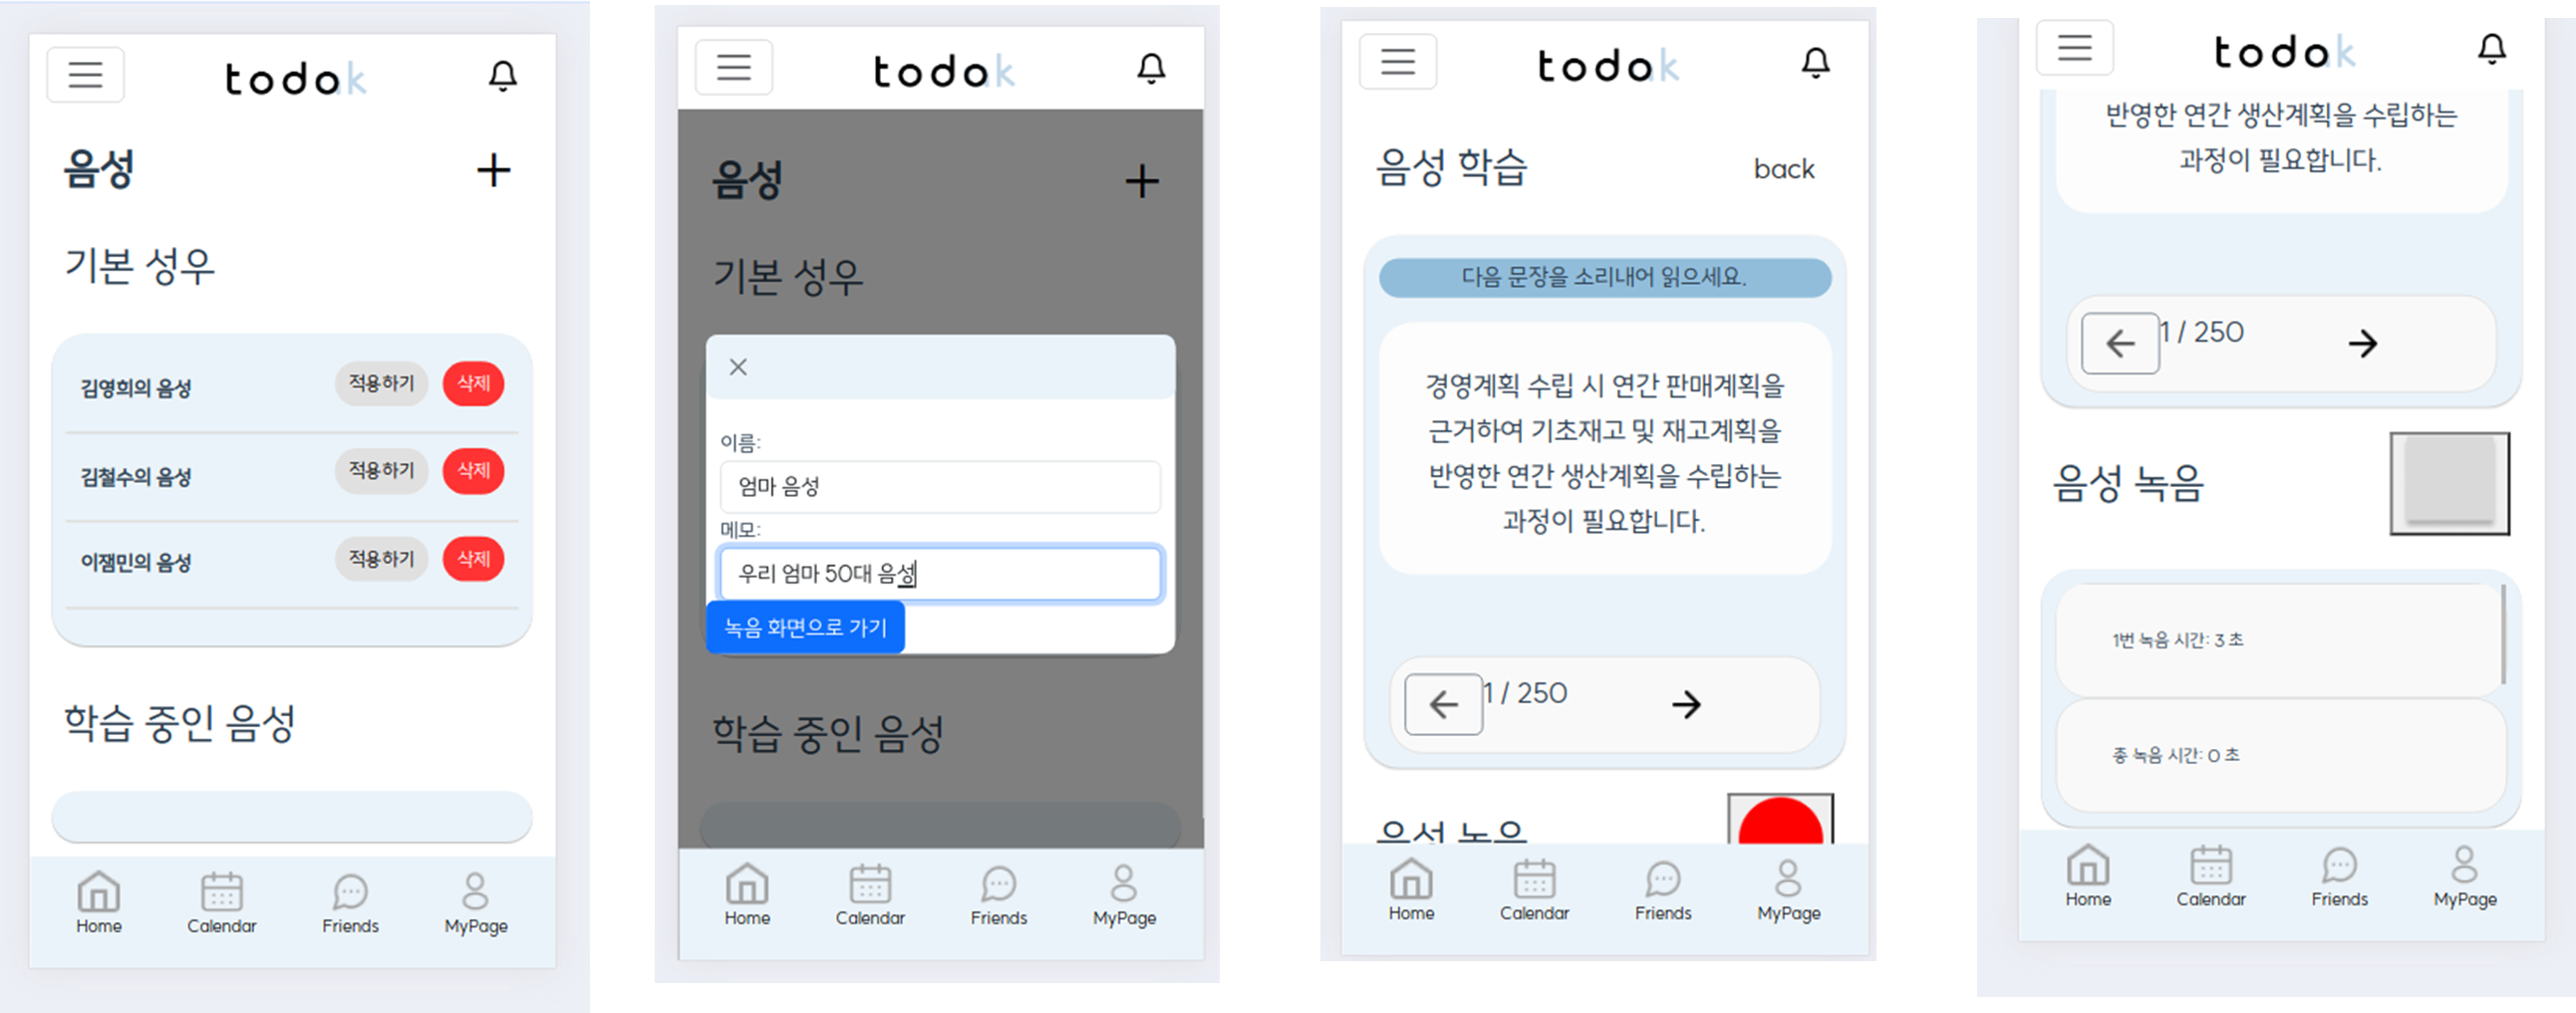 todok
음성
+
기본 성우
김영희의 음성 적용하기 삭제
김철수의 음성 적용하기 삭제
이잼민의 음성 적용하기 삭제
학습 중인 음성
Home Calendar Friends MyPage
todok
음성
+
기본 성우
이름:
엄마 음성
메모:
우리 엄마 50대 음성
녹음 화면으로 가기
학습 중인 음성
Home Calendar Friends MyPage
todok
음성 학습 back
다음 문장을 소리내어 읽으세요.
경영계획 수립 시 연간 판매계획을
근거하여 기초재고 및 재고계획을
반영한 연간 생산계획을 수립하는
과정이 필요합니다.
1 / 250
음성 녹음
Home Calendar Friends MyPage
todok
반영한 연간 생산계획을 수립하는
과정이 필요합니다.
1 / 250
음성 녹음
1번 녹음 시간: 3 초
총 녹음 시간: 0 초
Home Calendar Friends MyPage